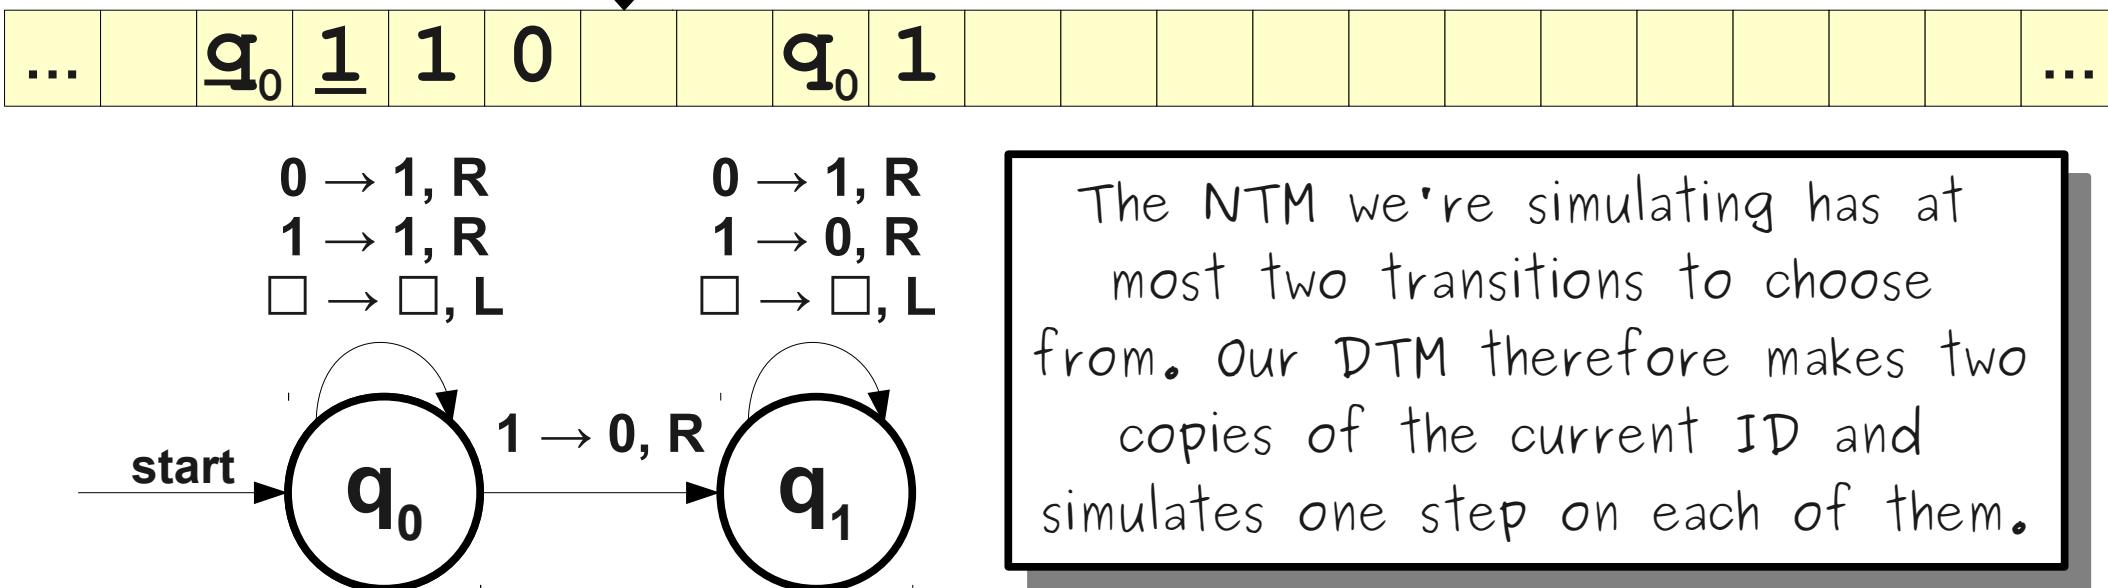 ... q₀ 1 1 0 q₀ 1 ...
0 → 1, R
1 → 1, R
□ → □, L
0 → 1, R
1 → 0, R
□ → □, L
start
q₀
1 → 0, R
q₁
The NTM we're simulating has at
most two transitions to choose
from. Our DTM therefore makes two
copies of the current ID and
simulates one step on each of them.